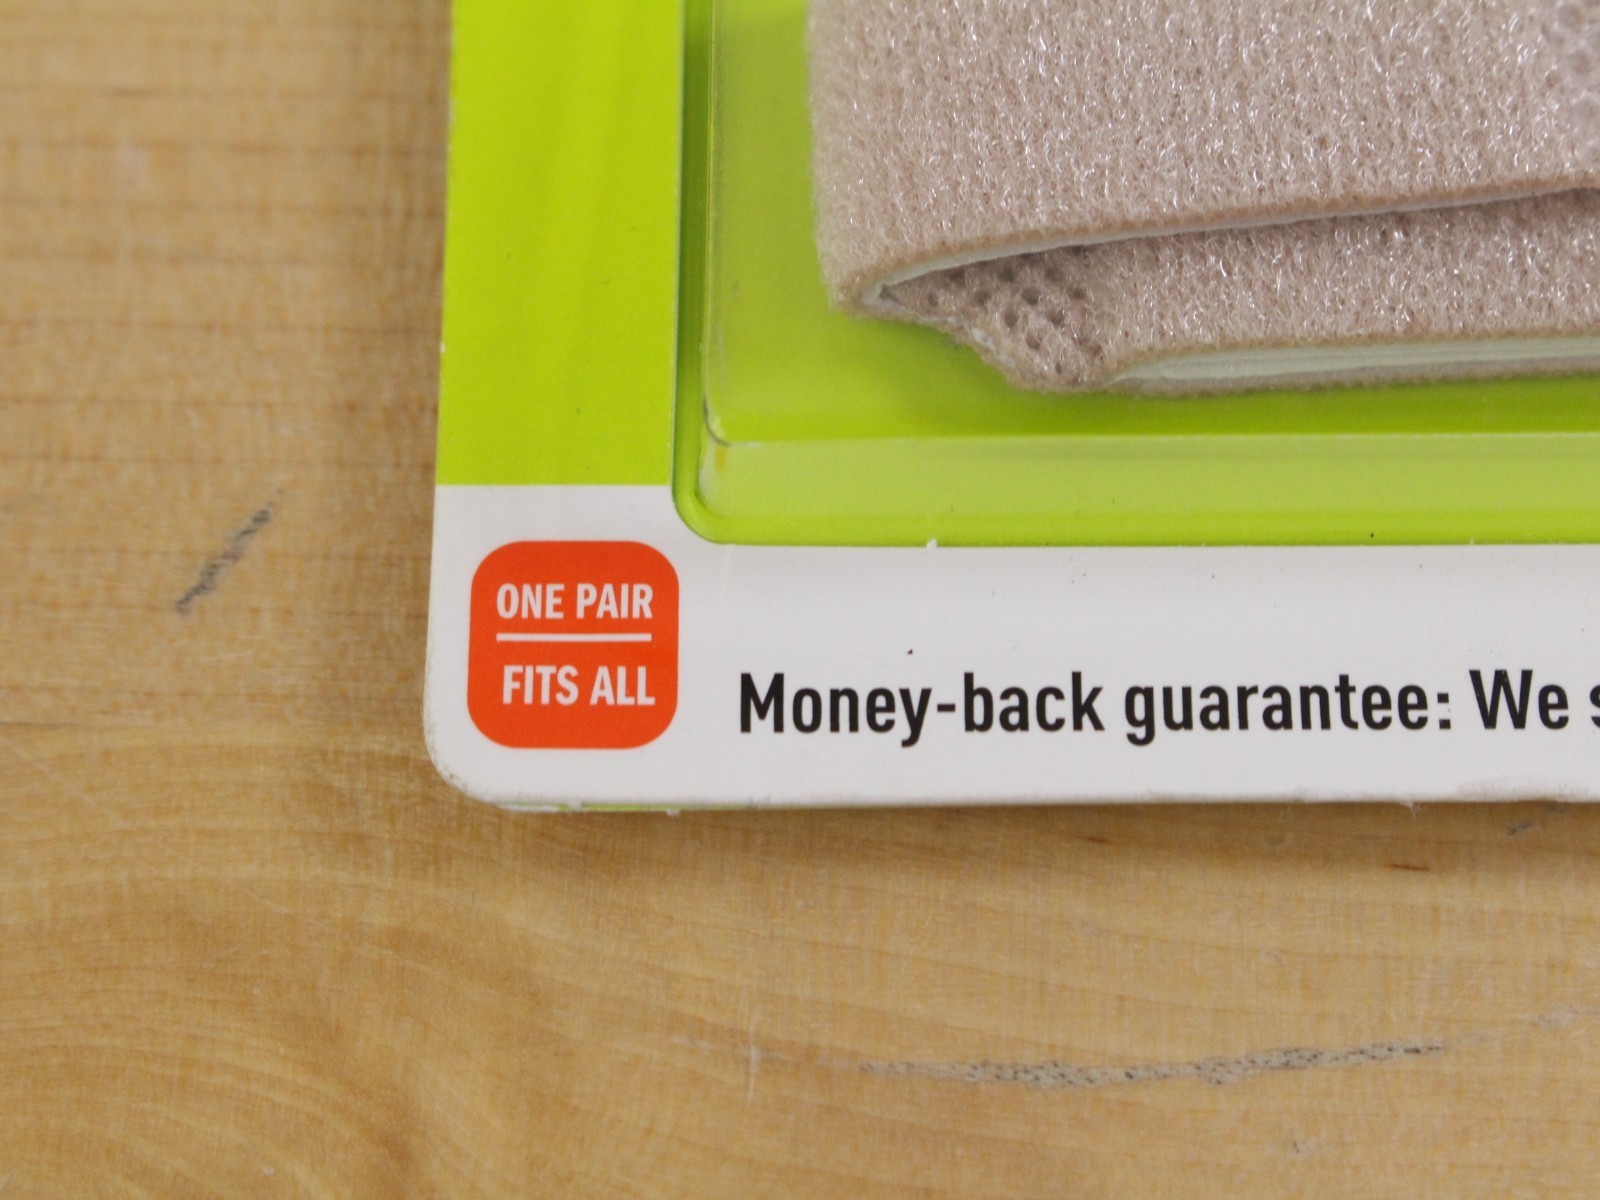 ONE PAIR
FITS ALL
Money-back guarantee: We